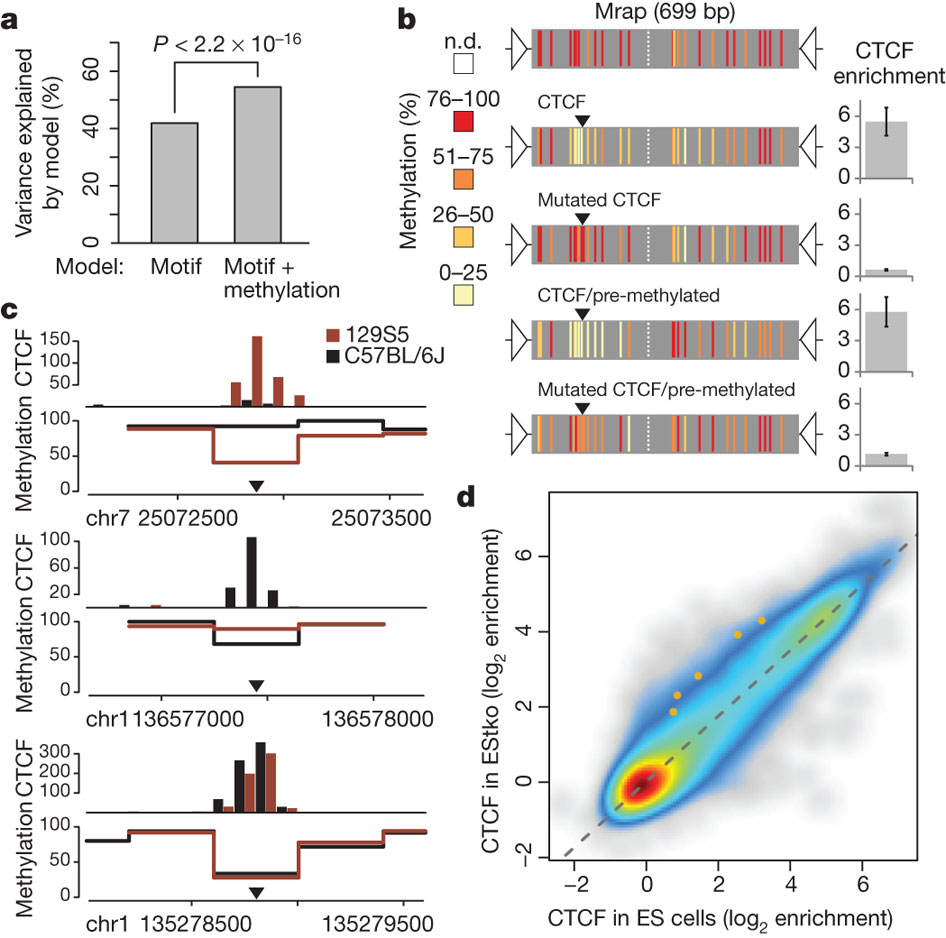 a
P < 2.2 × 10−16
Variance explained
by model (%)
60
40
20
0
Model:
Motif
Motif +
methylation
b
Mrap (699 bp)
Methylation (%)
n.d.
76–100
51–75
26–50
0–25
CTCF
enrichment
CTCF
6
3
0
Mutated CTCF
6
3
0
CTCF/pre-methylated
6
3
0
Mutated CTCF/pre-methylated
6
3
0
c
129S5
C57BL/6J
CTCF
150
100
50
Methylation
100
50
0
chr7 25072500
25073500
CTCF
100
60
20
Methylation
100
50
0
chr1 136577000
136578000
CTCF
300
200
100
Methylation
100
50
0
chr1 135278500
135279500
d
CTCF in EStko (log2 enrichment)
6
4
2
0
−2
−2
0
2
4
6
CTCF in ES cells (log2 enrichment)